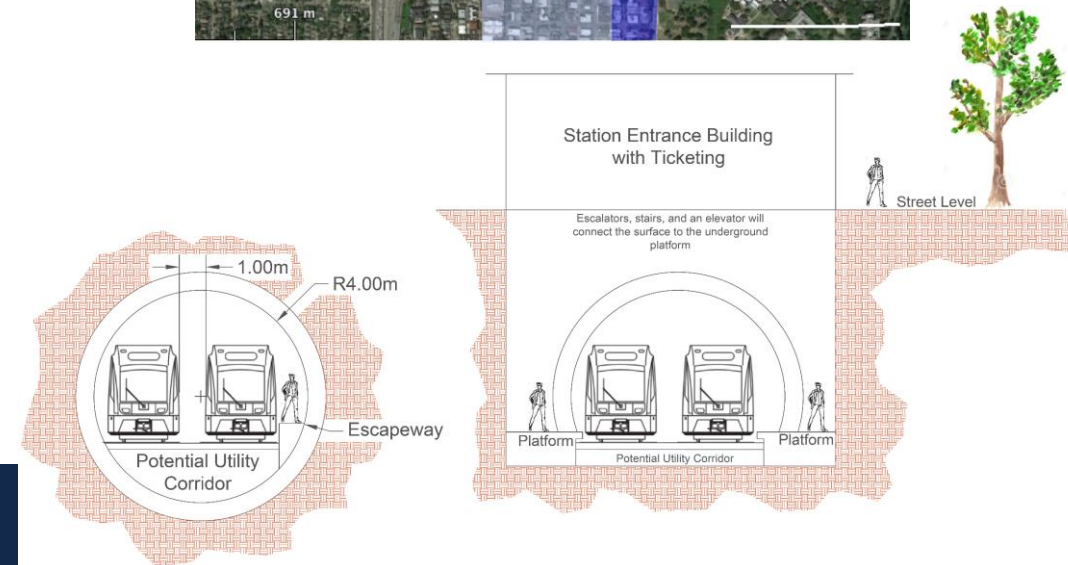 691 m
Station Entrance Building
with Ticketing
Street Level
Escalators, stairs, and an elevator will
connect the surface to the underground
platform
1.00m
R4.00m
Escapeway
Potential Utility
Corridor
Platform
Platform
Potential Utility Corridor